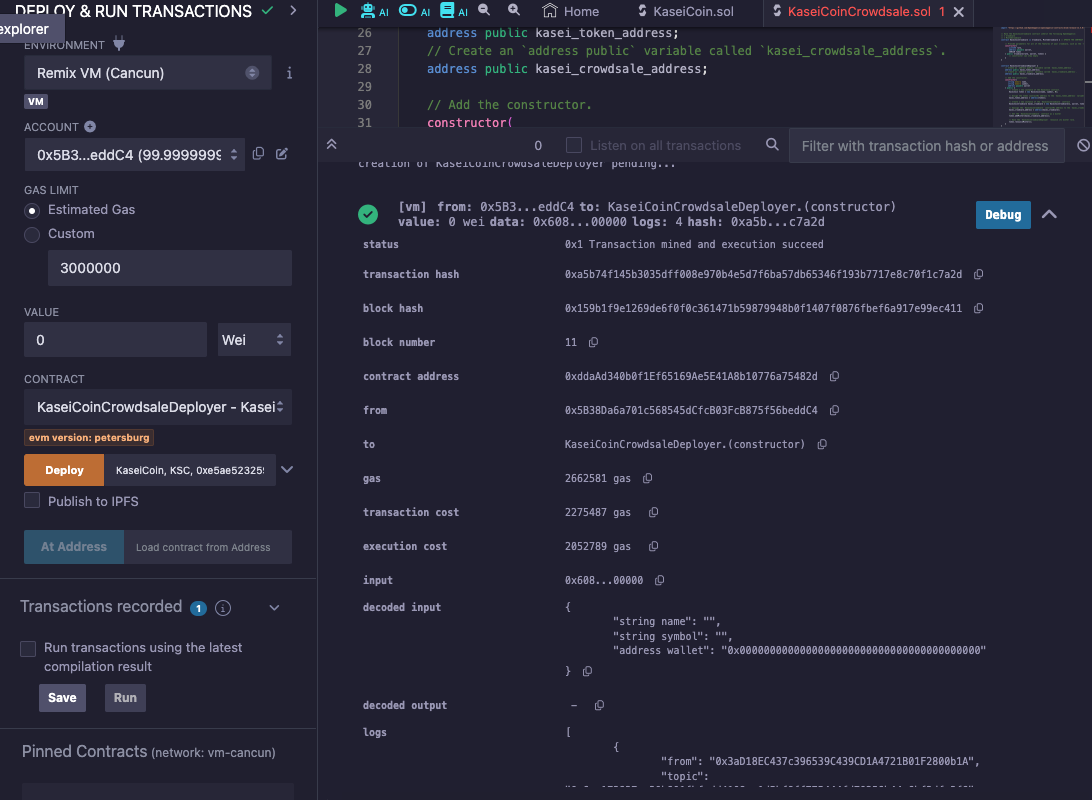 DEPLOY & RUN TRANSACTIONS
explorer
ENVIRONMENT
Remix VM (Cancun)
VM
ACCOUNT
0x5B3...eddC4 (99.9999999
GAS LIMIT
Estimated Gas
Custom
3000000
VALUE
0
Wei
CONTRACT
KaseiCoinCrowdsaleDeployer - Kasei
evm version: petersburg
Deploy
KaseiCoin, KSC, 0xe5ae52325
Publish to IPFS
At Address
Load contract from Address
Transactions recorded 1 i
Run transactions using the latest
compilation result
Save
Run
Pinned Contracts (network: vm-cancun)
AI AI AI Home KaseiCoin.sol KaseiCoinCrowdsale.sol 1
26 address public kasei_token_address;
27 // Create an `address public` variable called `kasei_crowdsale_address`.
28 address public kasei_crowdsale_address;
29
30 // Add the constructor.
31 constructor(
0 Listen on all transactions Filter with transaction hash or address
creation of KaseiCoinCrowdsaleDeployer pending...
[vm] from: 0x5B3...eddC4 to: KaseiCoinCrowdsaleDeployer.(constructor)
value: 0 wei data: 0x608...00000 logs: 4 hash: 0xa5b...c7a2d
Debug
status 0x1 Transaction mined and execution succeed
transaction hash 0xa5b74f145b3035dff008e970b4e5d7f6ba57db65346f193b7717e8c70f1c7a2d
block hash 0x159b1f9e1269de6f0f0c361471b59879948b0f1407f0876fbef6a917e99ec411
block number 11
contract address 0xddaAd340b0f1Ef65169Ae5E41A8b10776a75482d
from 0x5B38Da6a701c568545dCfcB03FcB875f56beddC4
to KaseiCoinCrowdsaleDeployer.(constructor)
gas 2662581 gas
transaction cost 2275487 gas
execution cost 2052789 gas
input 0x608...00000
decoded input {
"string name": "",
"string symbol": "",
"address wallet": "0x0000000000000000000000000000000000000000"
}
decoded output -
logs [
{
"from": "0x3aD18EC437c396539C439CD1A4721B01F2800b1A",
"topic":